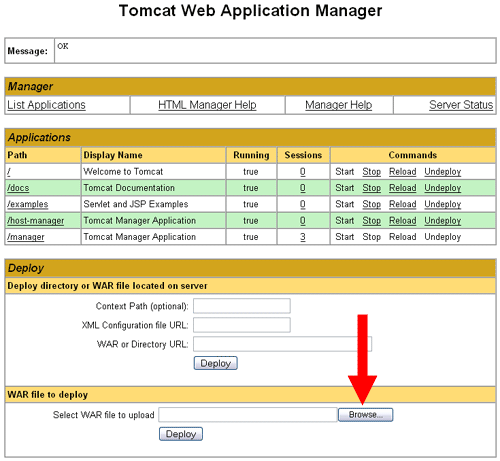 Tomcat Web Application Manager
Message: OK
Manager
List Applications HTML Manager Help Manager Help Server Status
Applications
Path Display Name Running Sessions Commands
/ Welcome to Tomcat true 0 Start Stop Reload Undeploy
/docs Tomcat Documentation true 0 Start Stop Reload Undeploy
/examples Servlet and JSP Examples true 0 Start Stop Reload Undeploy
/host-manager Tomcat Manager Application true 0 Start Stop Reload Undeploy
/manager Tomcat Manager Application true 3 Start Stop Reload Undeploy
Deploy
Deploy directory or WAR file located on server
Context Path (optional):
XML Configuration file URL:
WAR or Directory URL:
Deploy
WAR file to deploy
Select WAR file to upload Browse...
Deploy